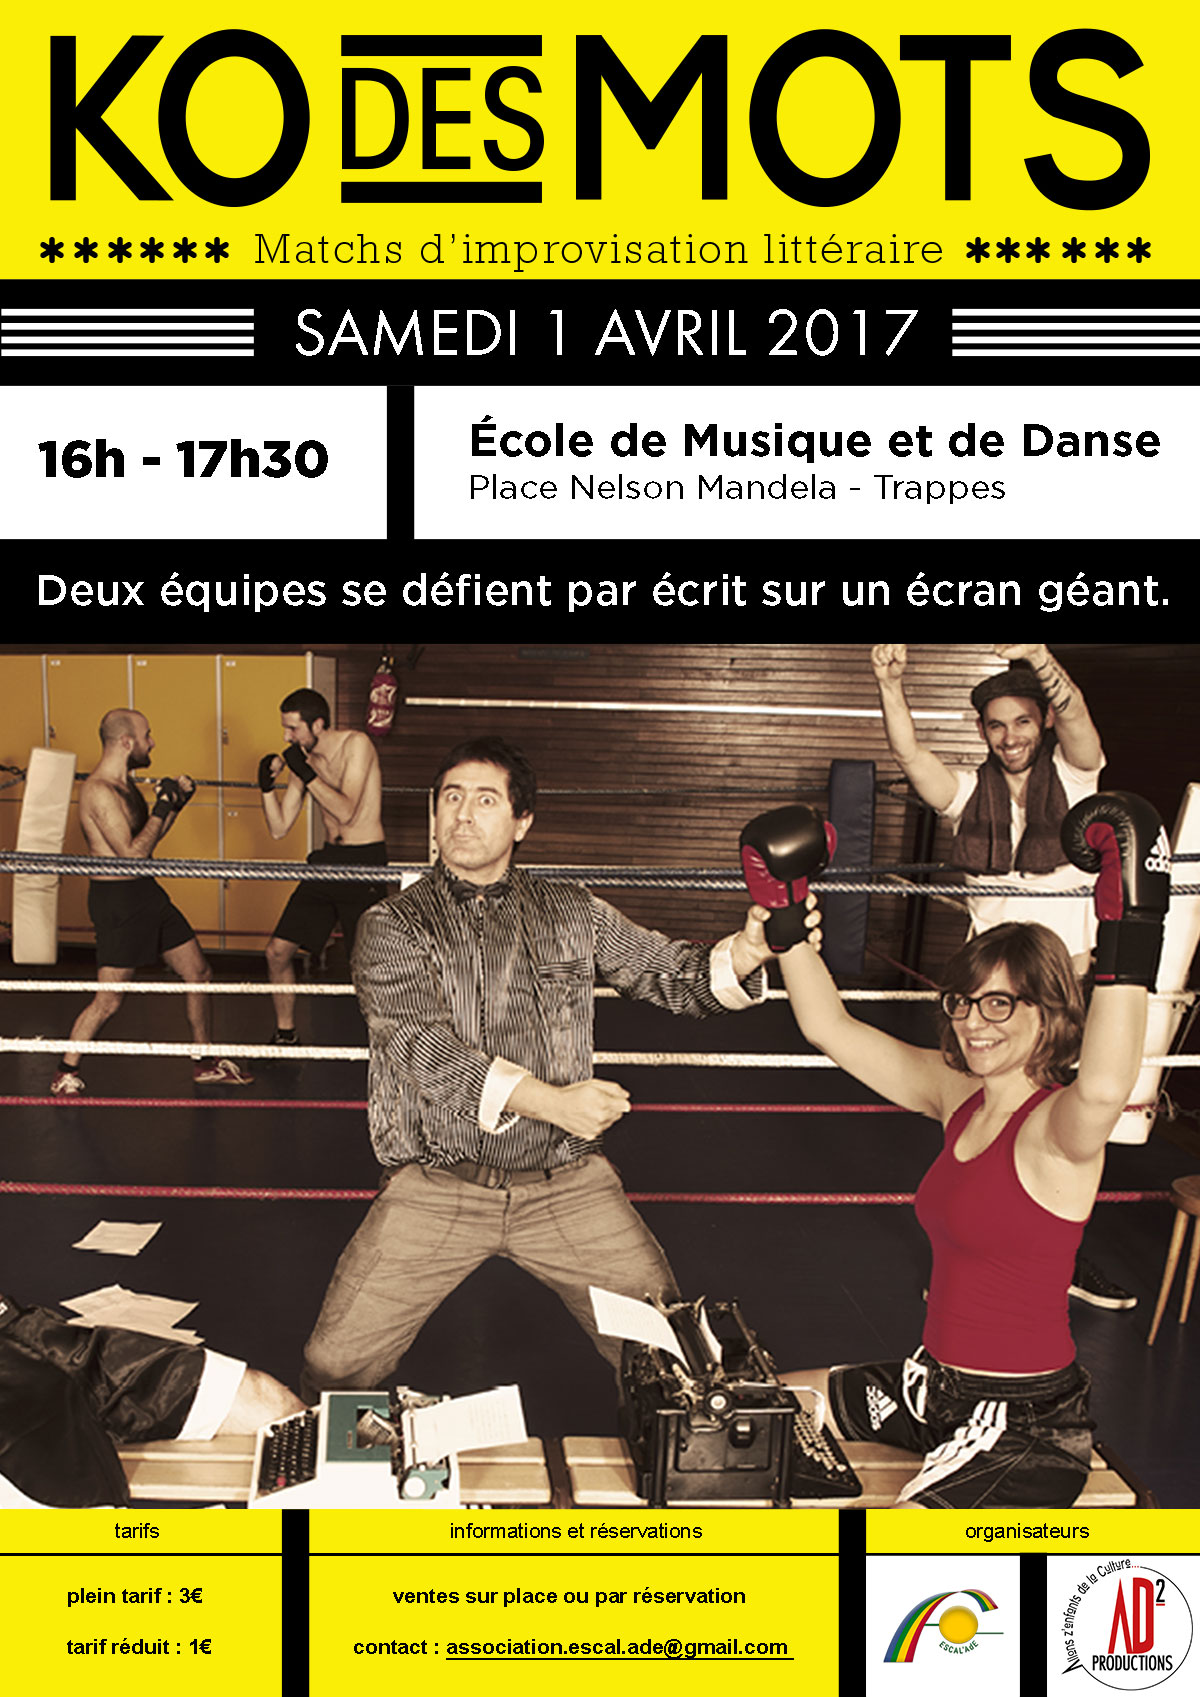 KO DES MOTS
****** Matchs d'improvisation littéraire ******
SAMEDI 1 AVRIL 2017
16h - 17h30
École de Musique et de Danse
Place Nelson Mandela - Trappes
Deux équipes se défient par écrit sur un écran géant.
adidas
adidas
tarifs
plein tarif : 3€
tarif réduit : 1€
informations et réservations
ventes sur place ou par réservation
contact : association.escal.ade@gmail.com
organisateurs
ESCAL'ADE
Allons z'enfants de la Culture...
AD2
PRODUCTIONS